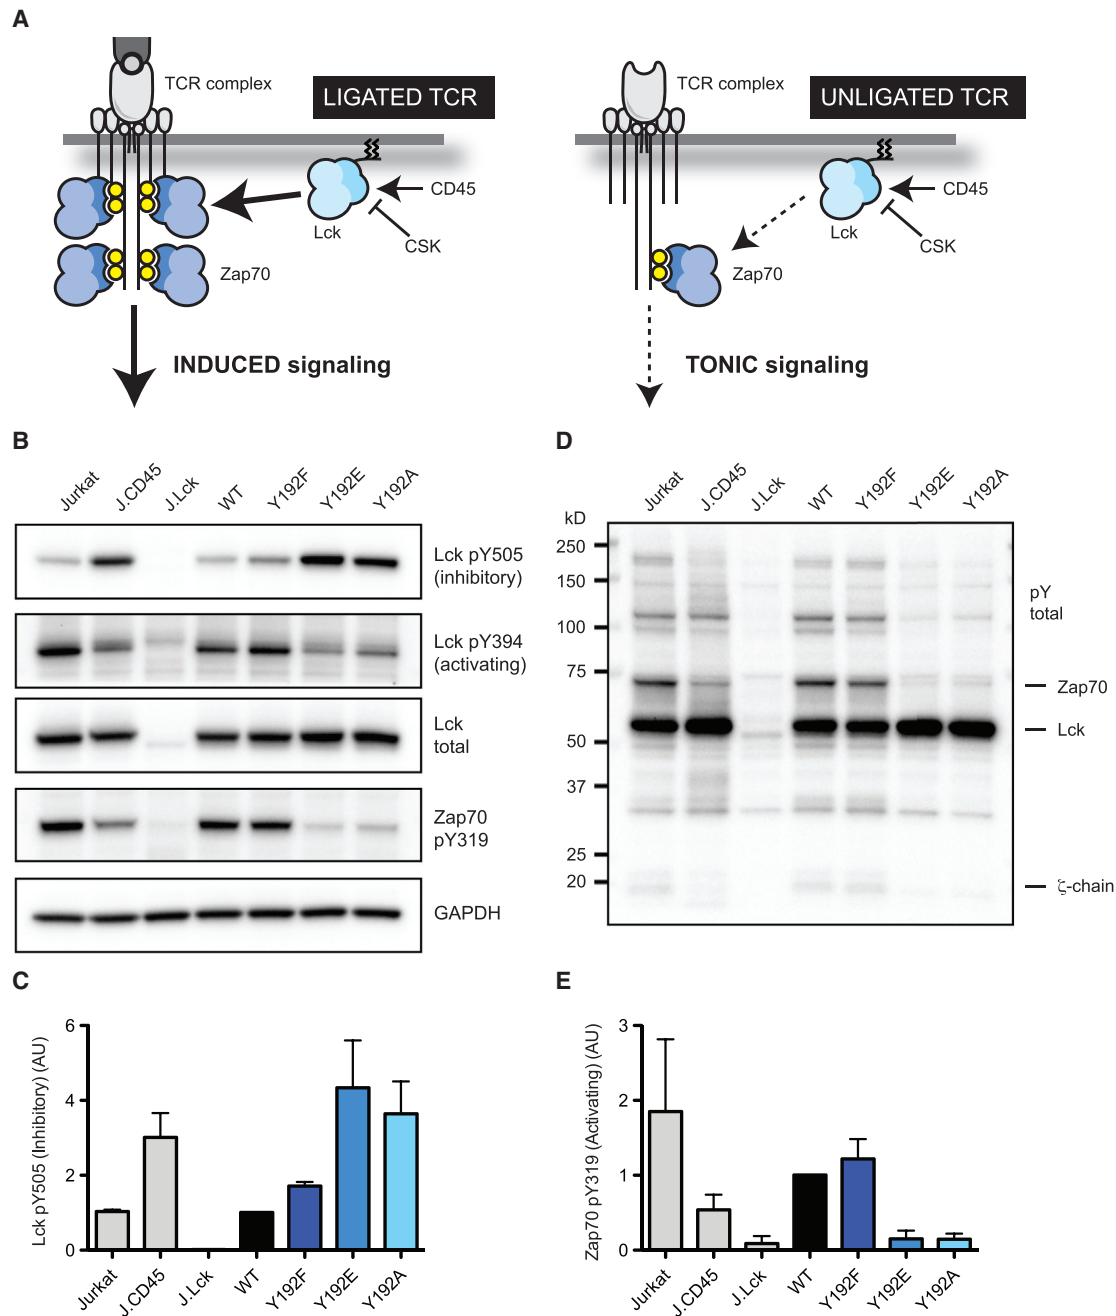 A
TCR complex
LIGATED TCR
CD45
Lck
CSK
Zap70
INDUCED signaling
TCR complex
UNLIGATED TCR
CD45
Lck
CSK
Zap70
TONIC signaling
B
Jurkat J.CD45 J.Lck WT Y192F Y192E Y192A
Lck pY505
(inhibitory)
Lck pY394
(activating)
Lck
total
Zap70
pY319
GAPDH
D
Jurkat J.CD45 J.Lck WT Y192F Y192E Y192A
kD
250
150
100
75
50
37
25
20
pY
total
Zap70
Lck
ζ-chain
C
Lck pY505 (Inhibitory) (AU)
6
4
2
0
Jurkat J.CD45 J.Lck WT Y192F Y192E Y192A
E
Zap70 pY319 (Activating) (AU)
3
2
1
0
Jurkat J.CD45 J.Lck WT Y192F Y192E Y192A